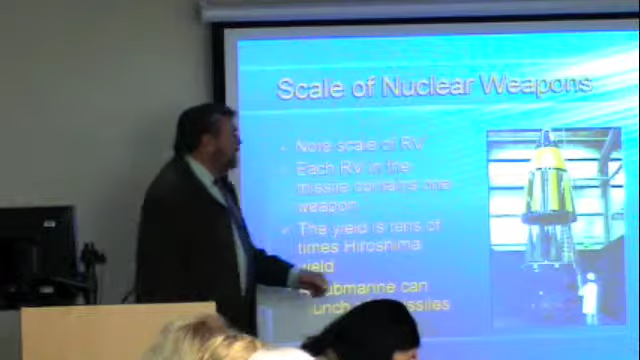 Scale of Nuclear Weapons
Note scale of RV
Each RV in the
missile contains one
weapon
The yield is tens of
times Hiroshima
yield
submarine can
missiles